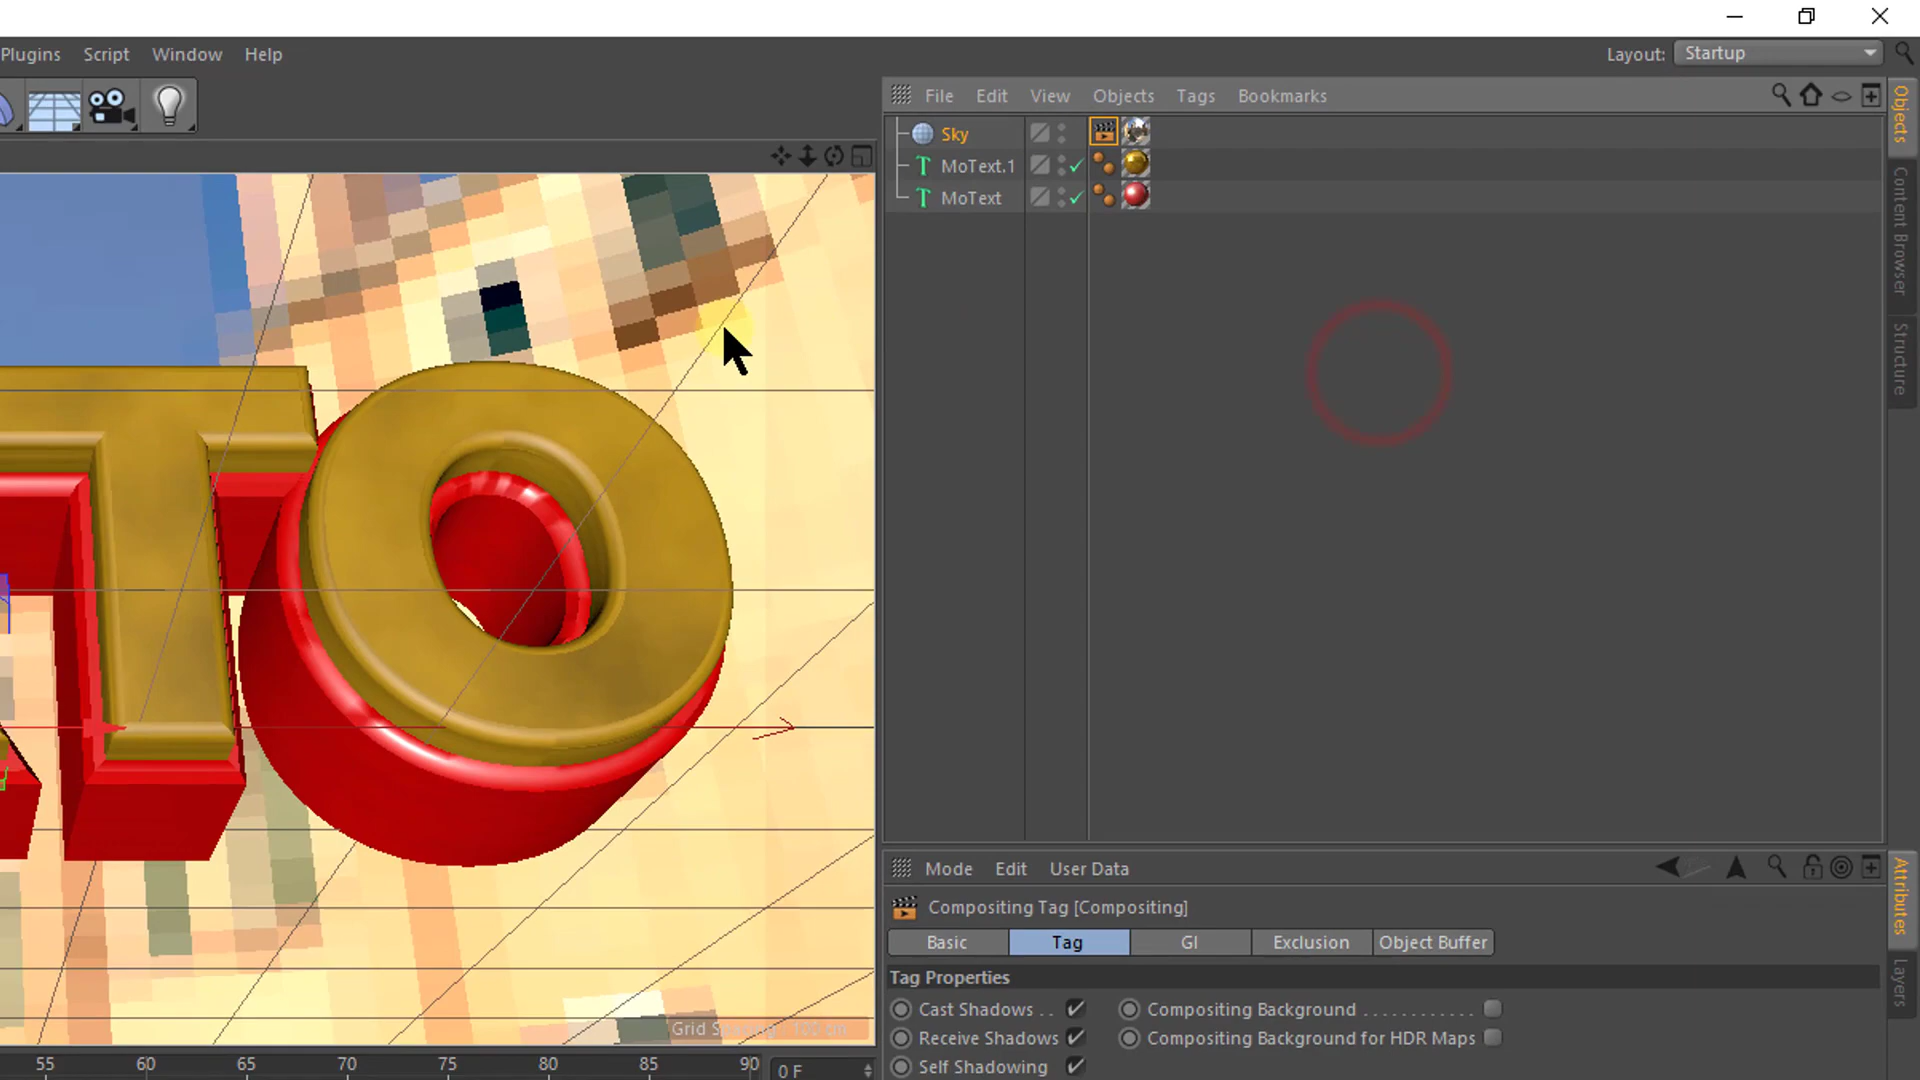 Plugins Script Window Help
Layout: Startup
File Edit View Objects Tags Bookmarks
Sky
MoText.1
MoText
Objects
Content Browser
Structure
TO
Grid Spacing
55 60 65 70 75 80 85 90 0 F
Mode Edit User Data
Compositing Tag [Compositing]
Basic Tag GI Exclusion Object Buffer
Tag Properties
Cast Shadows . . Compositing Background . . . . . . . . . . . .
Receive Shadows Compositing Background for HDR Maps
Self Shadowing
Attributes
Layers